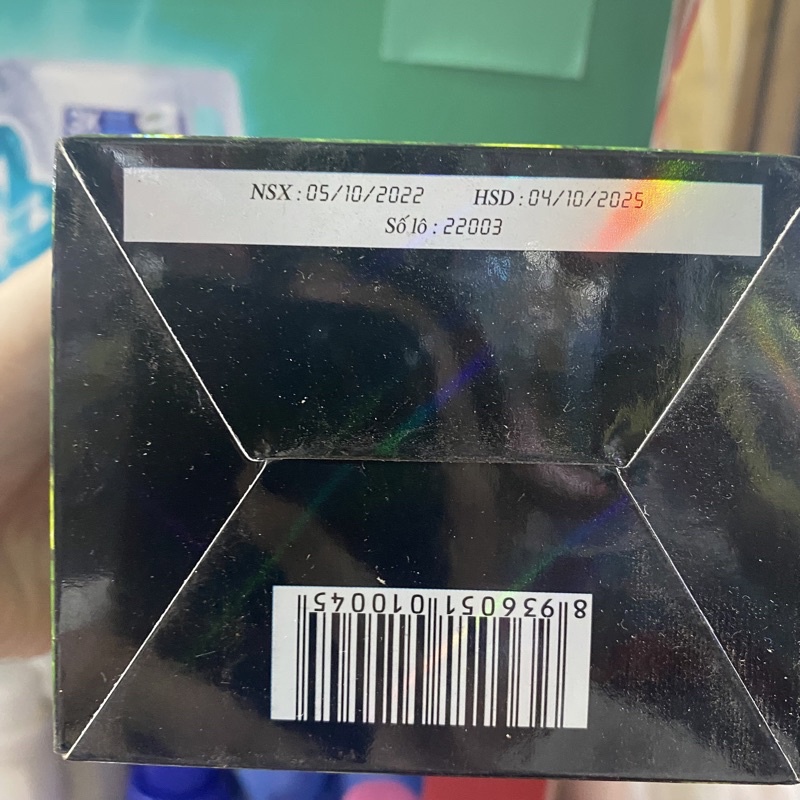 NSX : 05/10/2022 HSD : 04/10/2025
Số lô : 22003
8 936051 010045